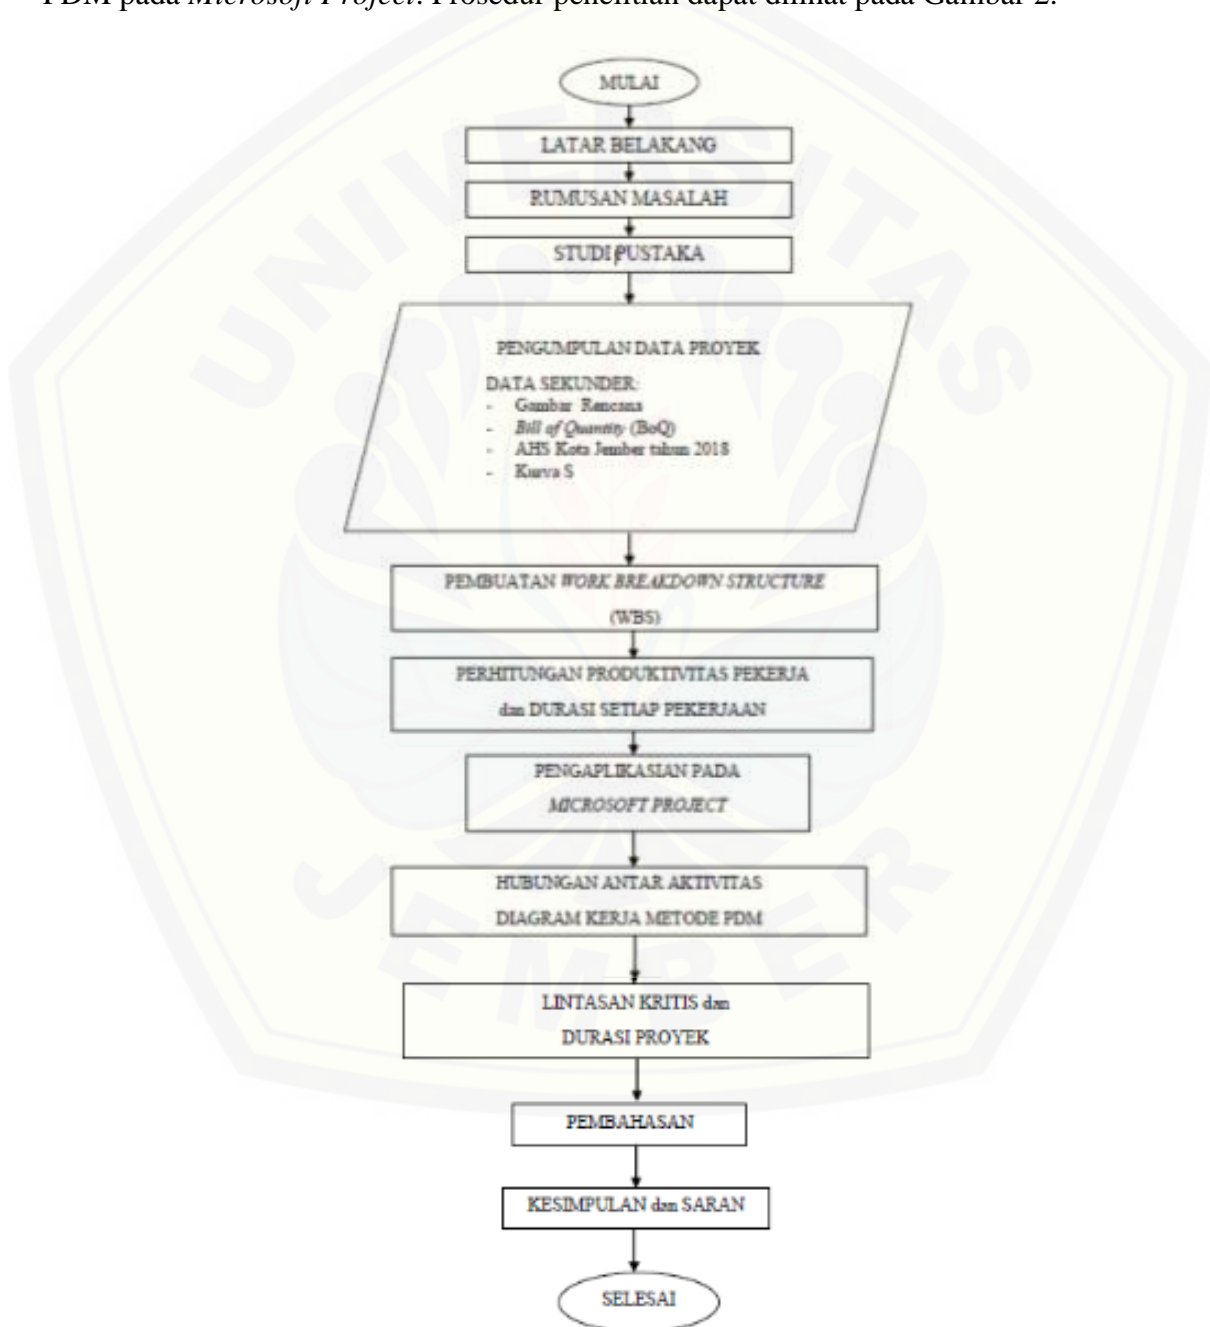 PDM pada Microsoft Project. Prosedur penelitian dapat dilihat pada Gambar 2.
MULAI
LATAR BELAKANG
RUMUSAN MASALAH
STUDI PUSTAKA
PENGUMPULAN DATA PROYEK
DATA SEKUNDER:
- Gambar Rencana
- Bill of Quantity (BoQ)
- AHS Kota Jember tahun 2018
- Kurva S
PEMBUATAN WORK BREAKDOWN STRUCTURE
(WBS)
PERHITUNGAN PRODUKTIVITAS PEKERJA
dan DURASI SETIAP PEKERJAAN
PENGAPLIKASIAN PADA
MICROSOFT PROJECT
HUBUNGAN ANTAR AKTIVITAS
DIAGRAM KERJA METODE PDM
LINTASAN KRITIS dan
DURASI PROYEK
PEMBAHASAN
KESIMPULAN dan SARAN
SELESAI
UNIVERSITAS
JEMBER